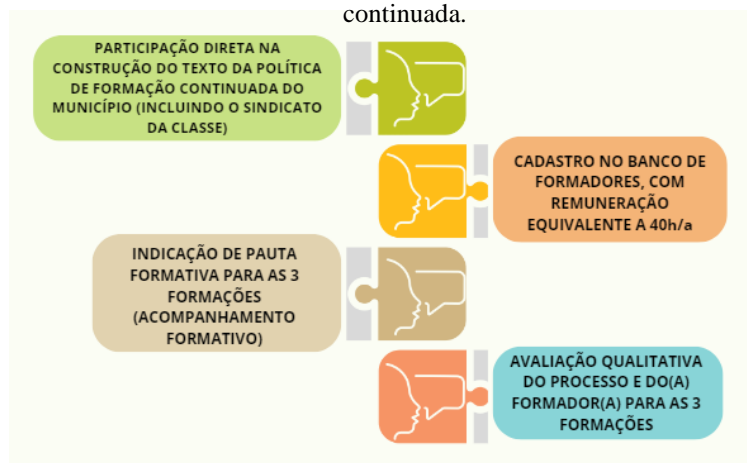 continuada.
PARTICIPAÇÃO DIRETA NA
CONSTRUÇÃO DO TEXTO DA POLÍTICA
DE FORMAÇÃO CONTINUADA DO
MUNICÍPIO (INCLUINDO O SINDICATO
DA CLASSE)
CADASTRO NO BANCO DE
FORMADORES, COM
REMUNERAÇÃO
EQUIVALENTE A 40h/a
INDICAÇÃO DE PAUTA
FORMATIVA PARA AS 3
FORMAÇÕES
(ACOMPANHAMENTO
FORMATIVO)
AVALIAÇÃO QUALITATIVA
DO PROCESSO E DO(A)
FORMADOR(A) PARA AS 3
FORMAÇÕES